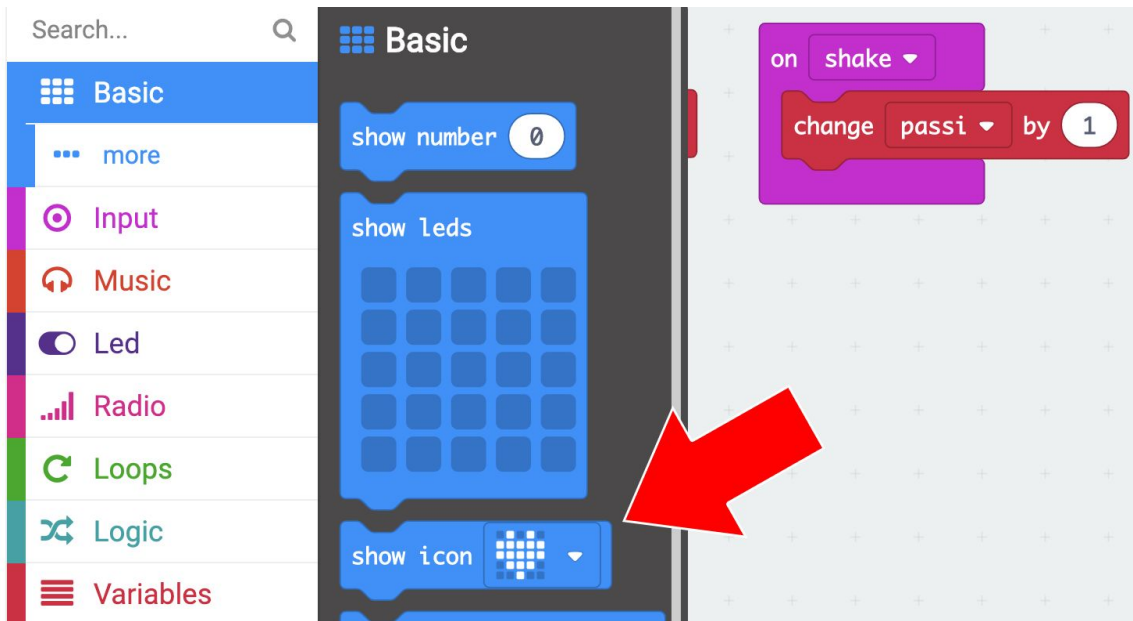 Search...
Basic
more
Input
Music
Led
Radio
Loops
Logic
Variables
Basic
show number 0
show leds
show icon
on shake
change passi by 1